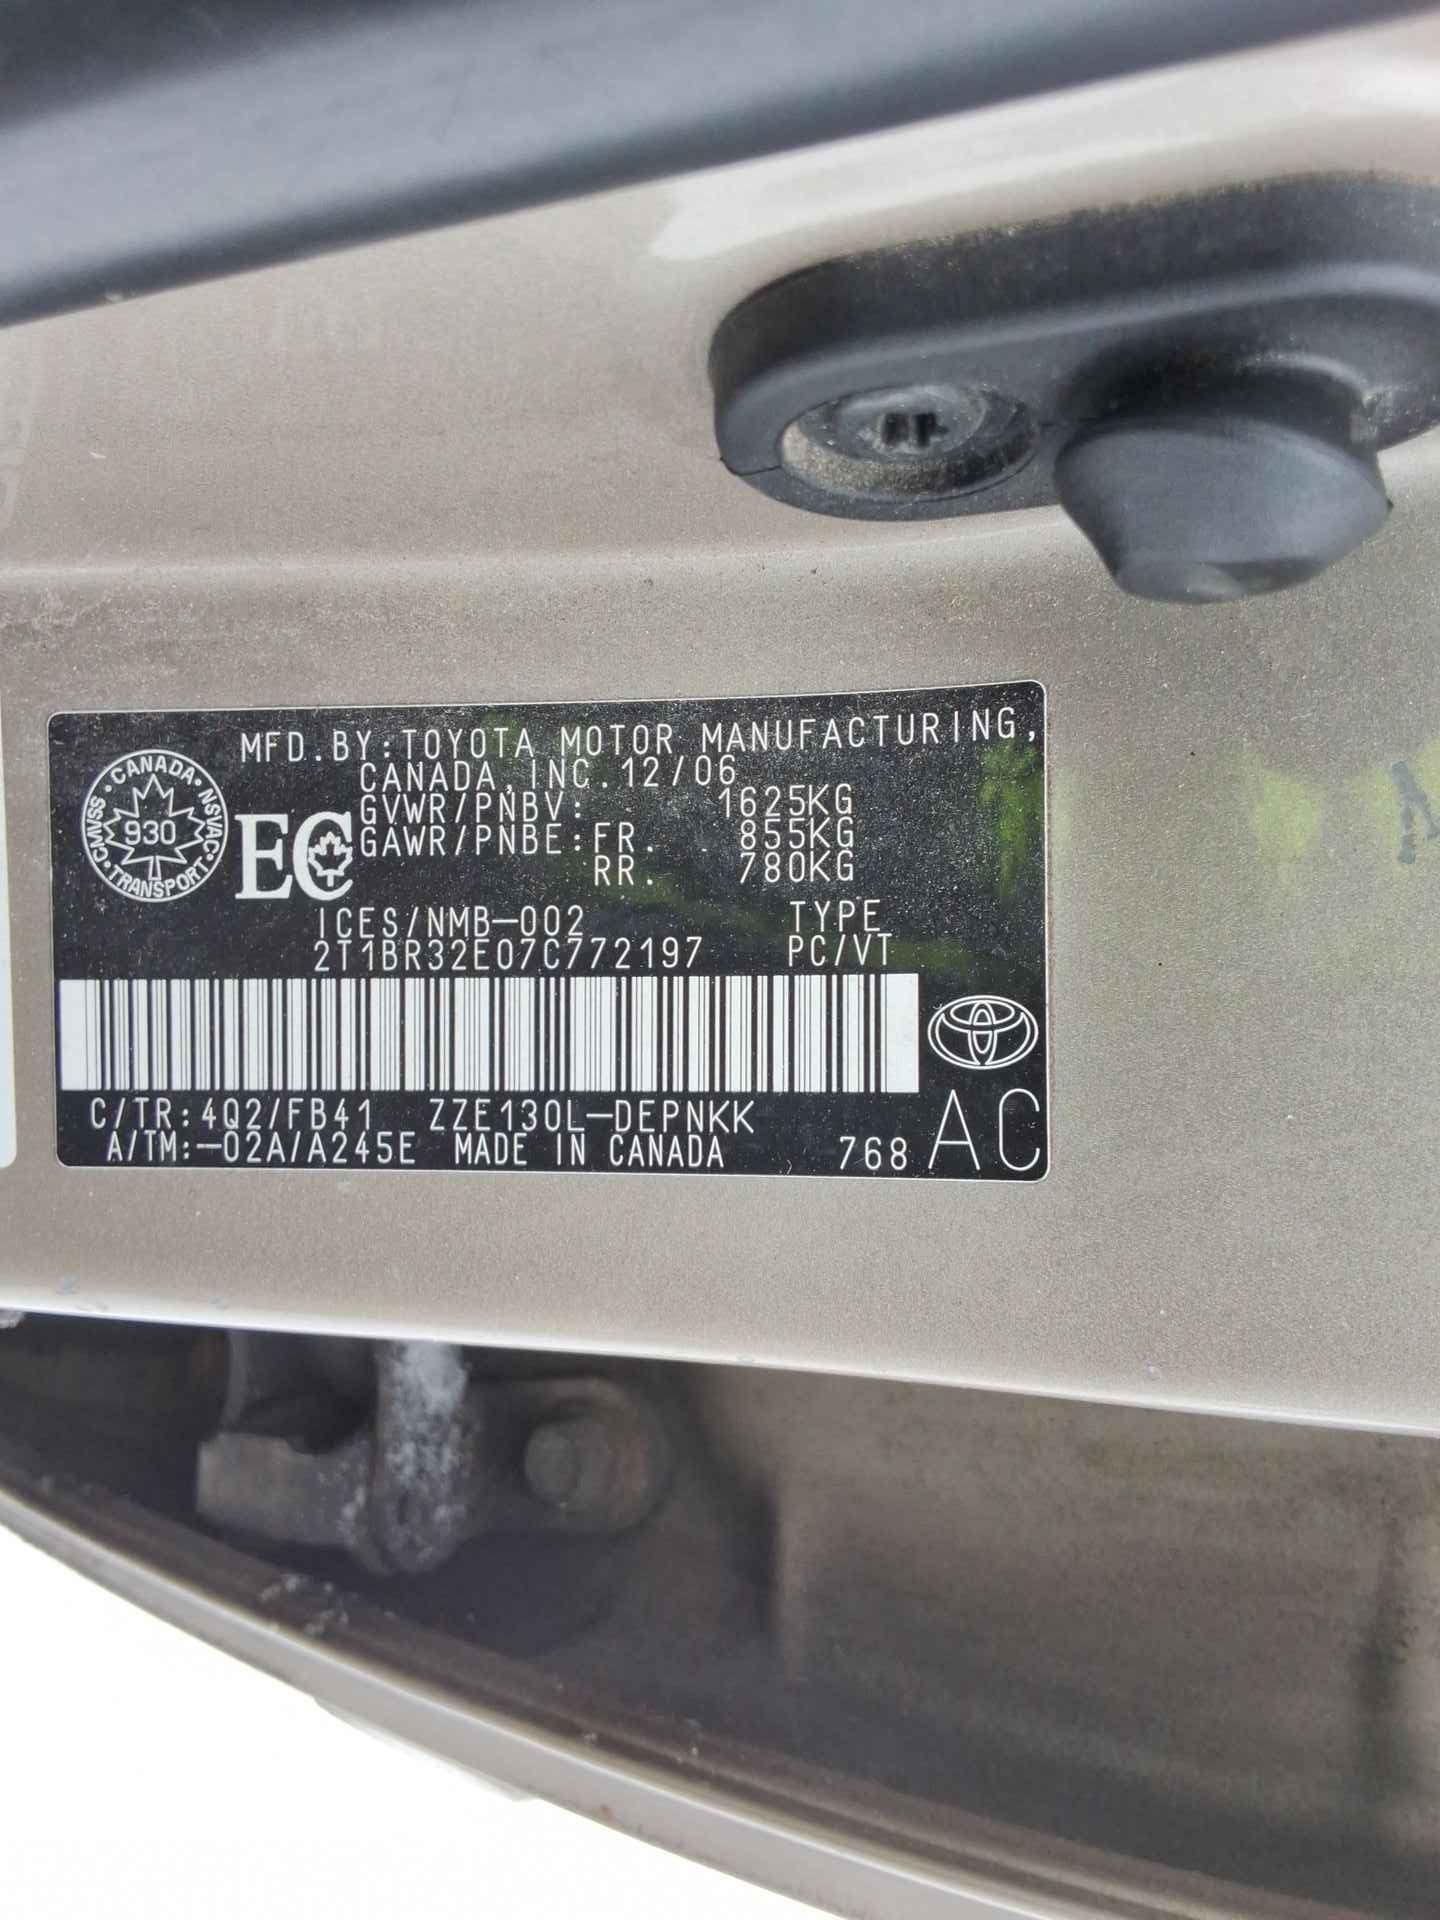 MFD.BY:TOYOTA MOTOR MANUFACTURING,
CANADA, INC. 12/06
GVWR/PNBV: 1625KG
GAWR/PNBE:FR. 855KG
RR. 780KG
CANADA · NSVAC · TRANSPORT · CMVSS ·
930
EC
ICES/NMB-002 TYPE
2T1BR32E07C772197 PC/VT
C/TR:4Q2/FB41 ZZE130L-DEPNKK
A/TM:-02A/A245E MADE IN CANADA 768 AC